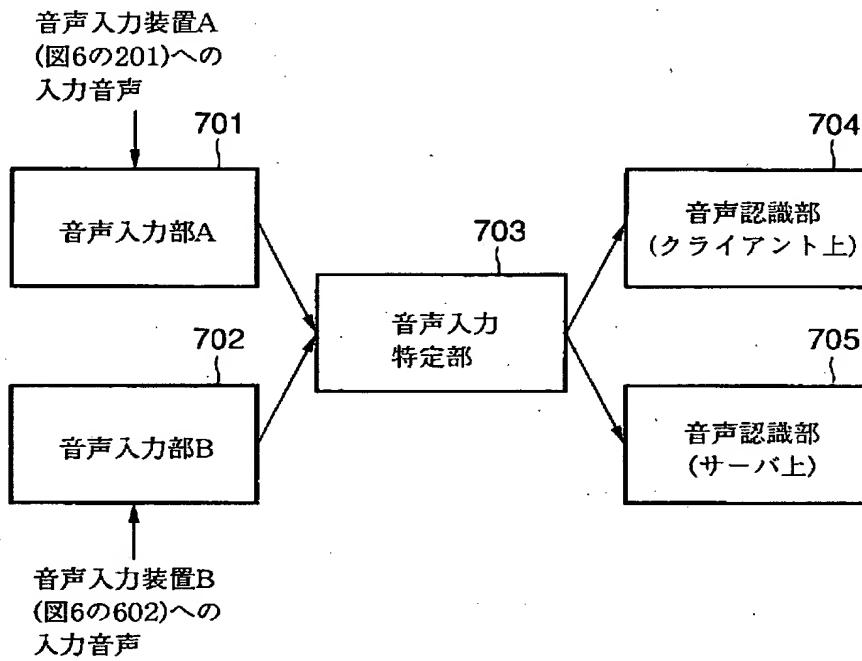 音声入力装置A
(図6の201)への
入力音声
701
音声入力部A
702
音声入力部B
音声入力装置B
(図6の602)への
入力音声
703
音声入力
特定部
704
音声認識部
(クライアント上)
705
音声認識部
(サーバ上)